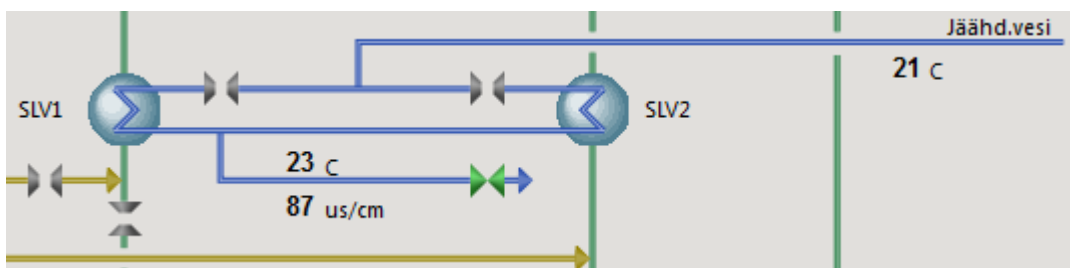 Jäähd.vesi
21 C
SLV1
SLV2
23 C
87 us/cm